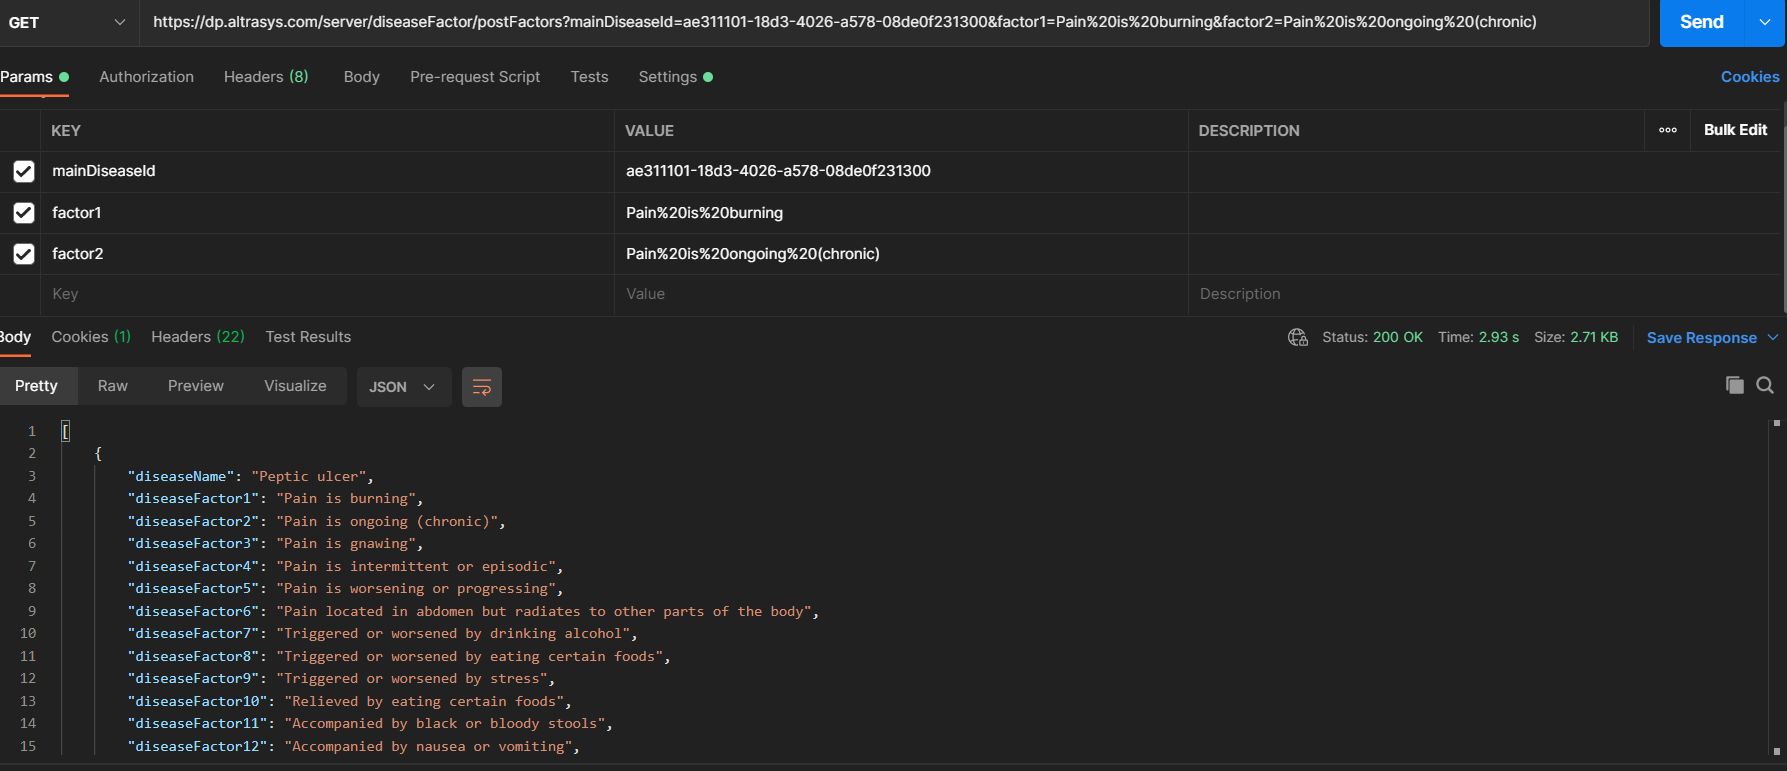 GET https://dp.altrasys.com/server/diseaseFactor/postFactors?mainDiseaseId=ae311101-18d3-4026-a578-08de0f231300&factor1=Pain%20is%20burning&factor2=Pain%20is%20ongoing%20(chronic) Send
Params Authorization Headers (8) Body Pre-request Script Tests Settings Cookies
KEY VALUE DESCRIPTION ooo Bulk Edit
mainDiseaseId ae311101-18d3-4026-a578-08de0f231300
factor1 Pain%20is%20burning
factor2 Pain%20is%20ongoing%20(chronic)
Key Value Description
Body Cookies (1) Headers (22) Test Results Status: 200 OK Time: 2.93 s Size: 2.71 KB Save Response
Pretty Raw Preview Visualize JSON
1 [
2 {
3 "diseaseName": "Peptic ulcer",
4 "diseaseFactor1": "Pain is burning",
5 "diseaseFactor2": "Pain is ongoing (chronic)",
6 "diseaseFactor3": "Pain is gnawing",
7 "diseaseFactor4": "Pain is intermittent or episodic",
8 "diseaseFactor5": "Pain is worsening or progressing",
9 "diseaseFactor6": "Pain located in abdomen but radiates to other parts of the body",
10 "diseaseFactor7": "Triggered or worsened by drinking alcohol",
11 "diseaseFactor8": "Triggered or worsened by eating certain foods",
12 "diseaseFactor9": "Triggered or worsened by stress",
13 "diseaseFactor10": "Relieved by eating certain foods",
14 "diseaseFactor11": "Accompanied by black or bloody stools",
15 "diseaseFactor12": "Accompanied by nausea or vomiting",